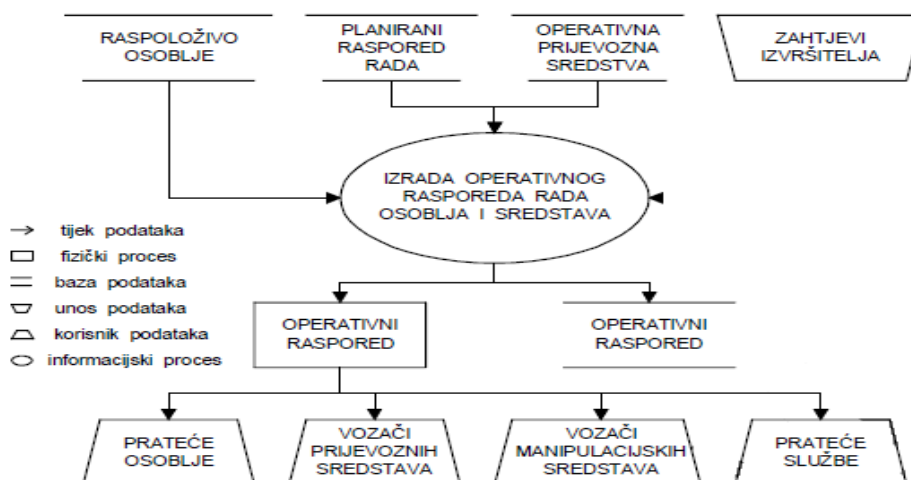 RASPOLOŽIVO
OSOBLJE
PLANIRANI
RASPORED
RADA
OPERATIVNA
PRIJEVOZNA
SREDSTVA
ZAHTJEVI
IZVRŠITELJA
IZRADA OPERATIVNOG
RASPOREDA RADA
OSOBLJA I SREDSTAVA
tijek podataka
fizički proces
baza podataka
unos podataka
korisnik podataka
informacijski proces
OPERATIVNI
RASPORED
OPERATIVNI
RASPORED
PRATEĆE
OSOBLJE
VOZAČI
PRIJEVOZNIH
SREDSTAVA
VOZAČI
MANIPULACIJSKIH
SREDSTAVA
PRATEĆE
SLUŽBE